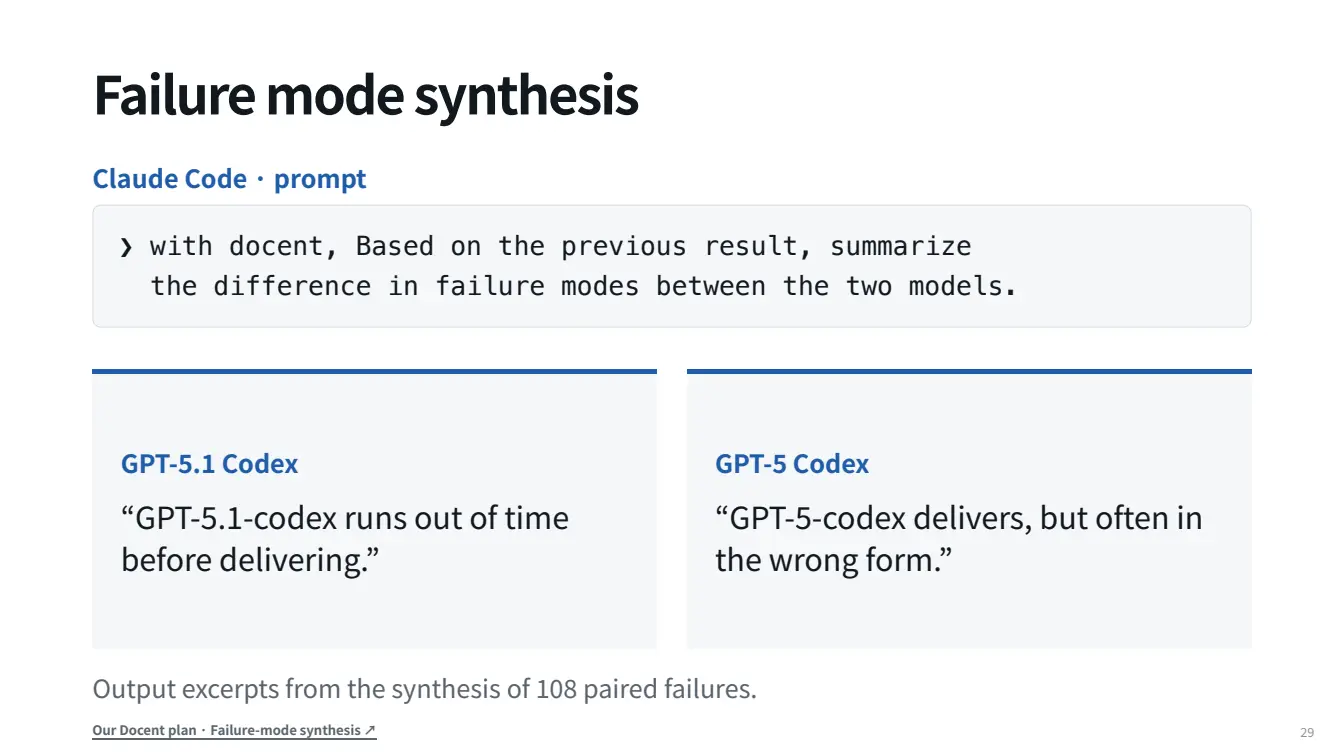 Failure mode synthesis
Claude Code · prompt
❯ with docent, Based on the previous result, summarize
the difference in failure modes between the two models.
GPT-5.1 Codex
“GPT-5.1-codex runs out of time
before delivering.”
GPT-5 Codex
“GPT-5-codex delivers, but often in
the wrong form.”
Output excerpts from the synthesis of 108 paired failures.
Our Docent plan · Failure-mode synthesis ↗
29